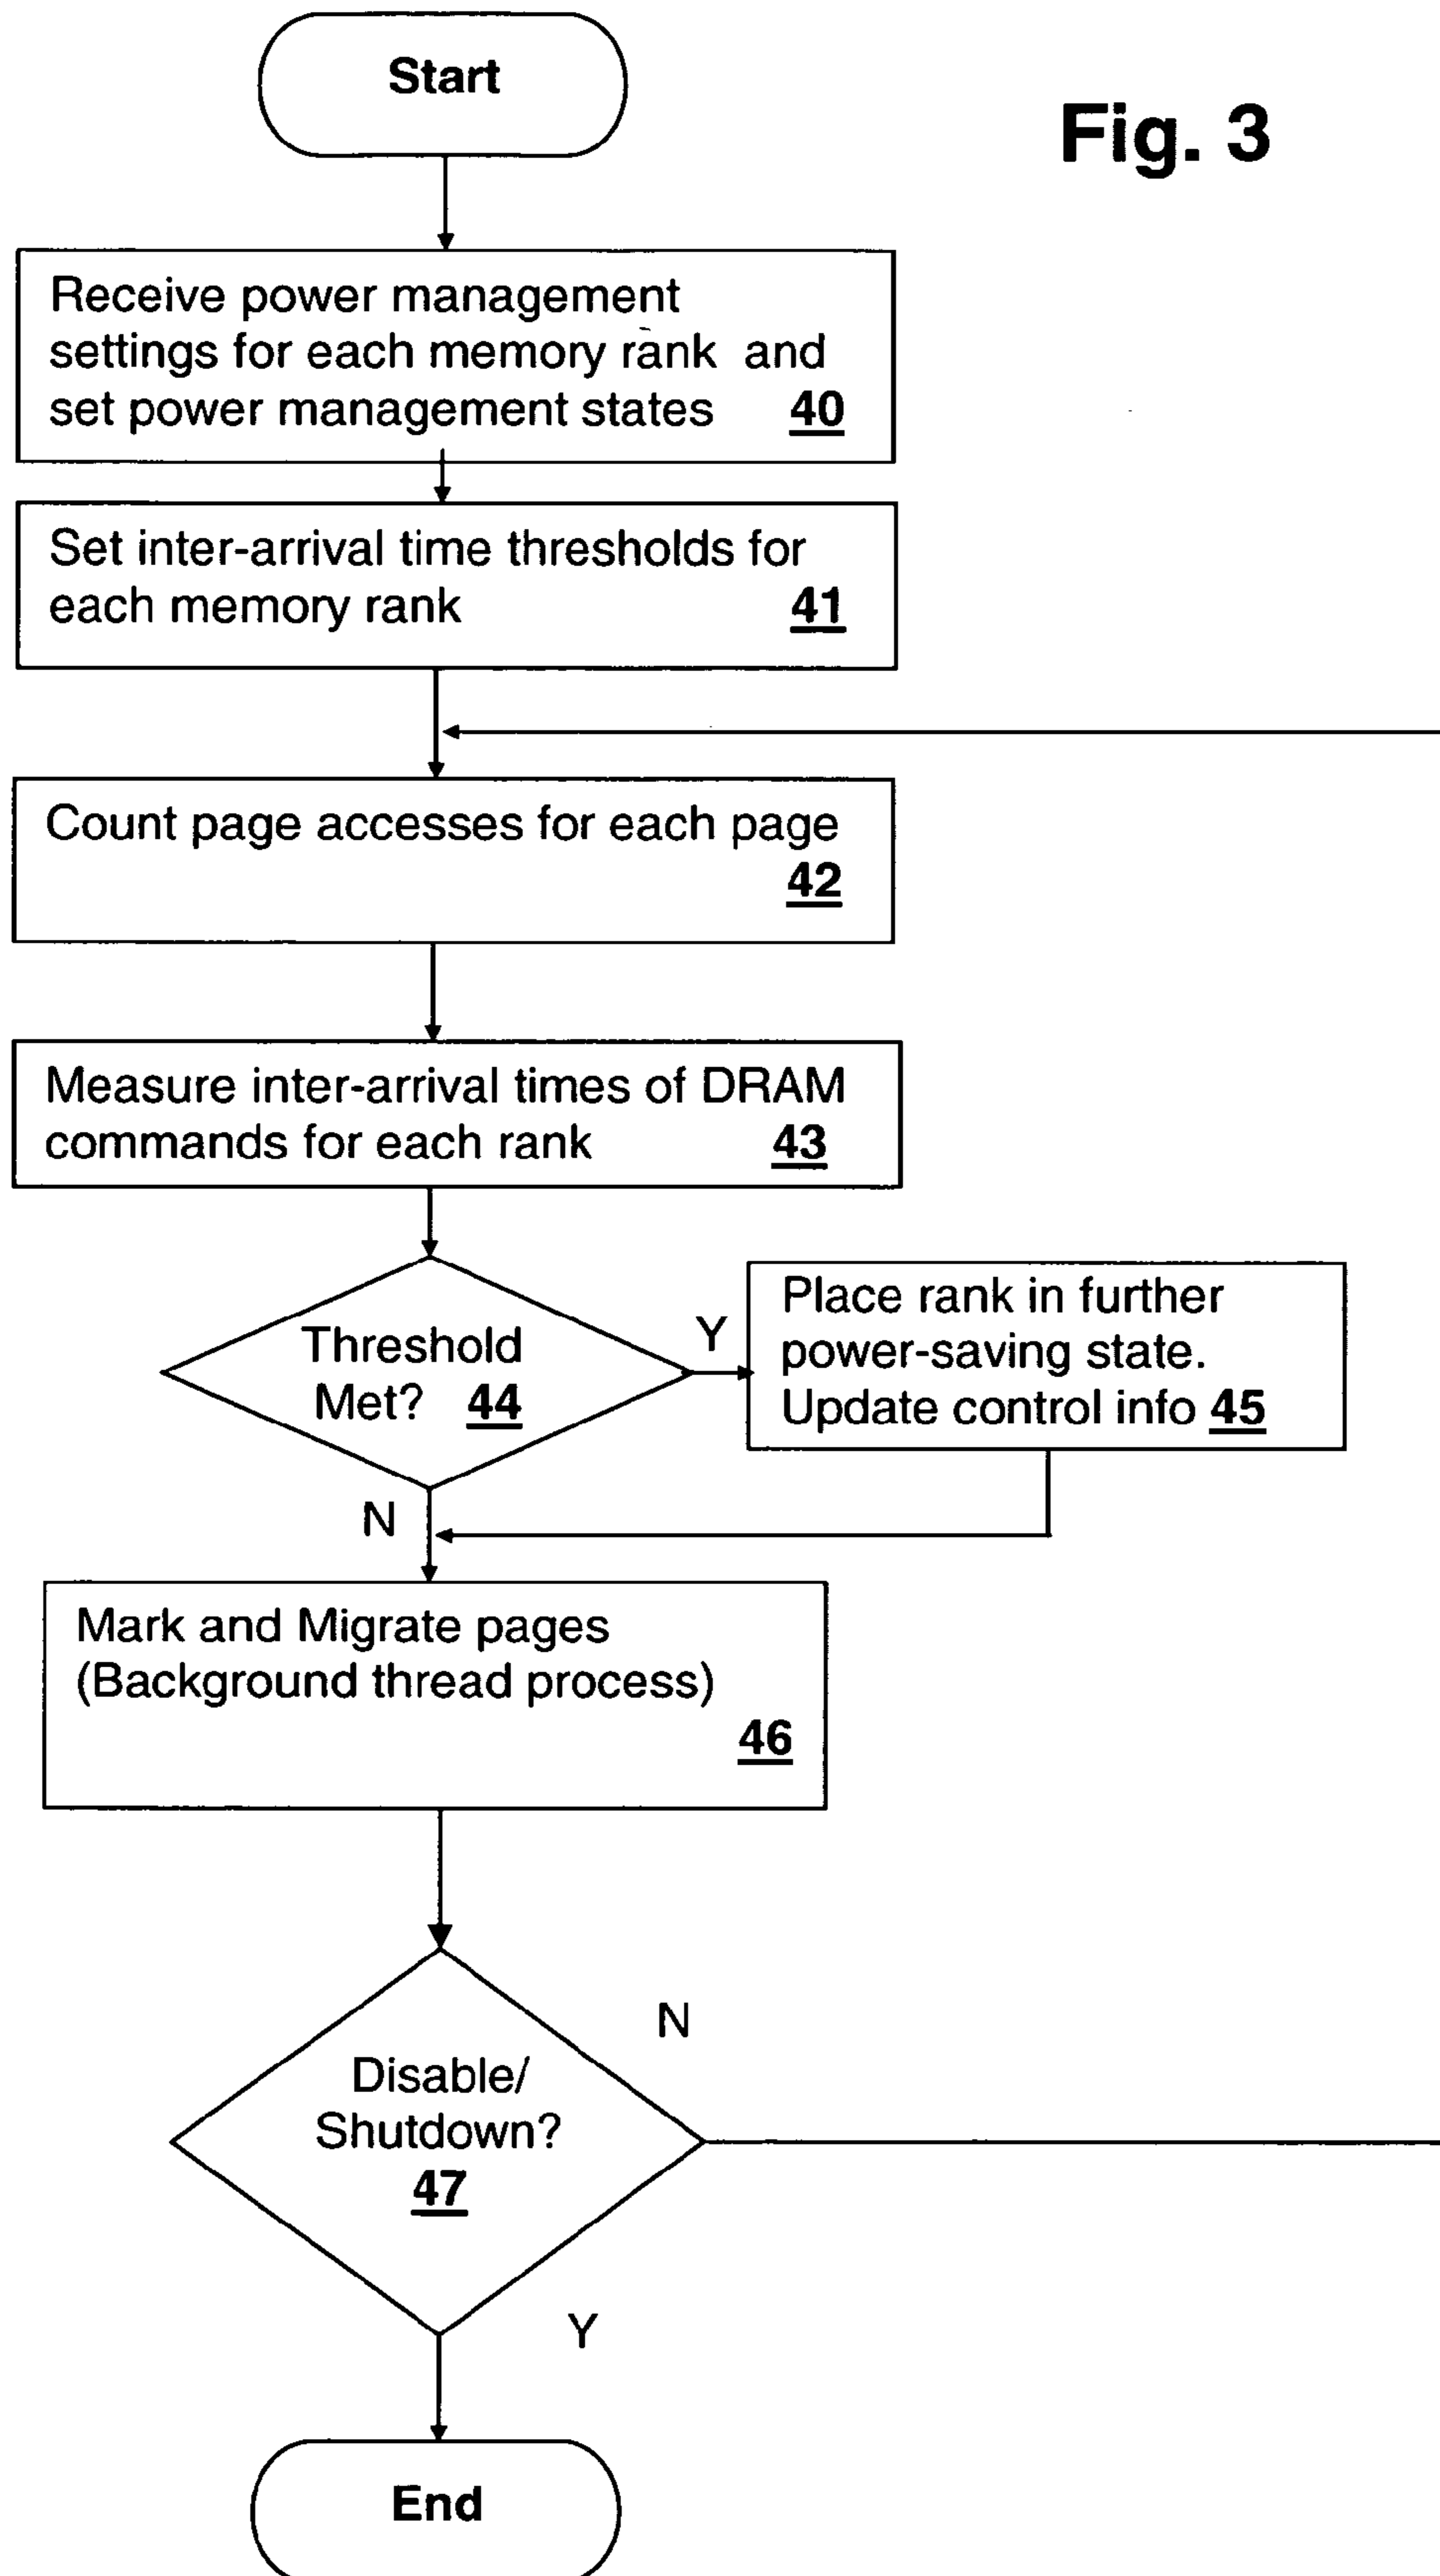 Start
Fig. 3
Receive power management
settings for each memory rank and
set power management states 40
Set inter-arrival time thresholds for
each memory rank 41
Count page accesses for each page
42
Measure inter-arrival times of DRAM
commands for each rank 43
Threshold
Met? 44
Y
Place rank in further
power-saving state.
Update control info 45
N
Mark and Migrate pages
(Background thread process)
46
N
Disable/
Shutdown?
47
Y
End